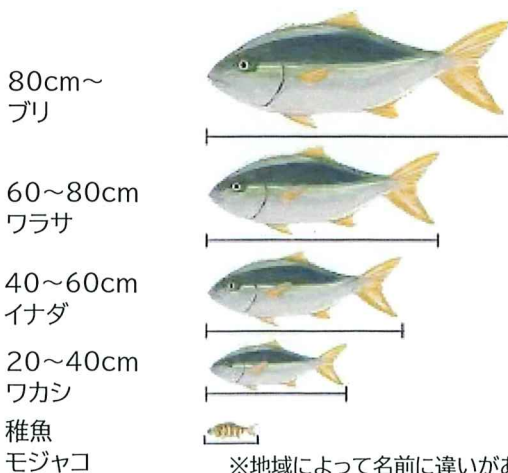 80cm～
ブリ
60～80cm
ワラサ
40～60cm
イナダ
20～40cm
ワカシ
稚魚
モジャコ
※地域によって名前に違いがあ